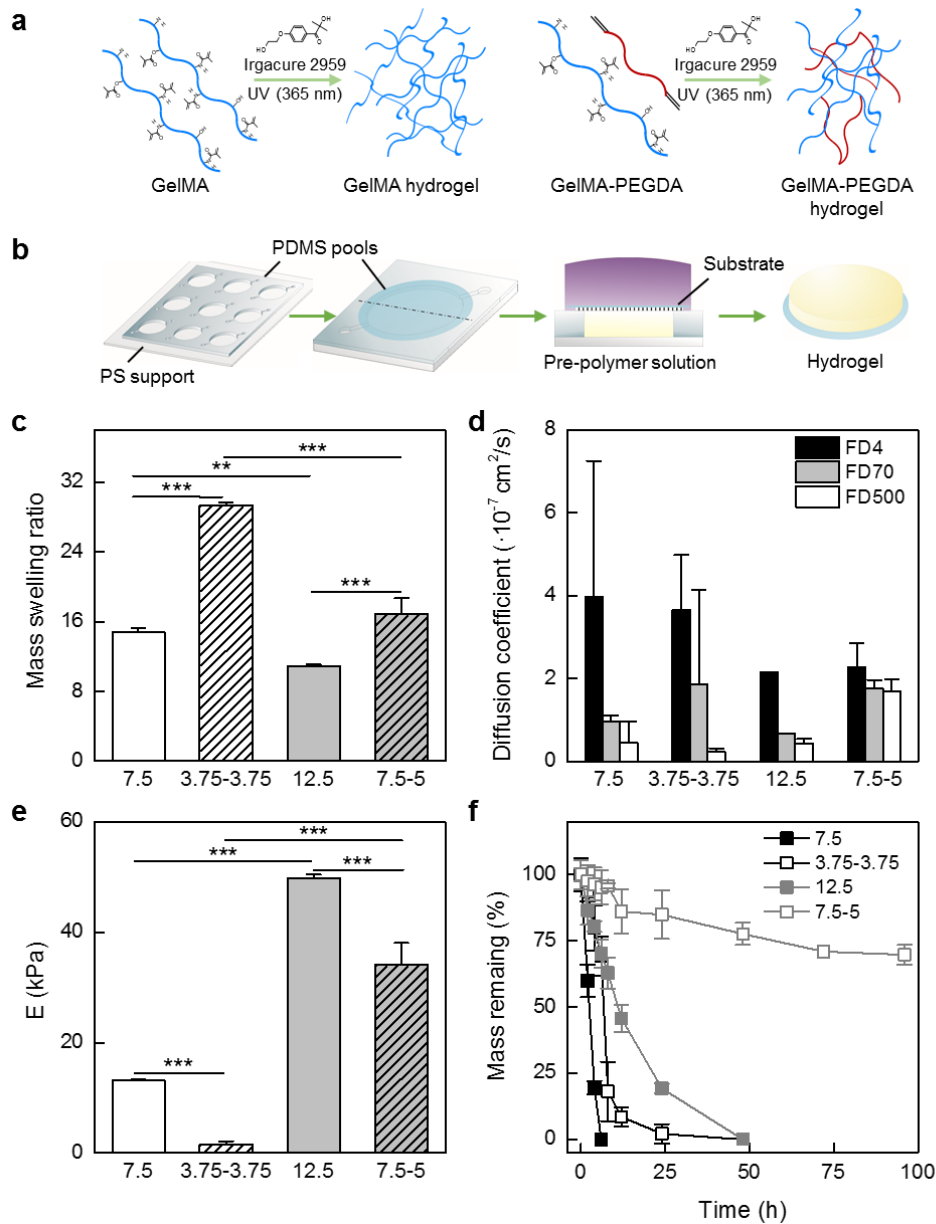 a
Irgacure 2959
UV (365 nm)
Irgacure 2959
UV (365 nm)
GelMA
GelMA hydrogel
GelMA-PEGDA
GelMA-PEGDA
hydrogel
b
PDMS pools
Substrate
PS support
Pre-polymer solution
Hydrogel
c
Mass swelling ratio
32
24
16
8
0
***
**
***
***
7.5
3.75-3.75
12.5
7.5-5
d
Diffusion coefficient (·10-7 cm2/s)
8
6
4
2
0
FD4
FD70
FD500
7.5
3.75-3.75
12.5
7.5-5
e
E (kPa)
60
40
20
0
***
***
***
***
7.5
3.75-3.75
12.5
7.5-5
f
Mass remaing (%)
100
75
50
25
0
7.5
3.75-3.75
12.5
7.5-5
0
25
50
75
100
Time (h)